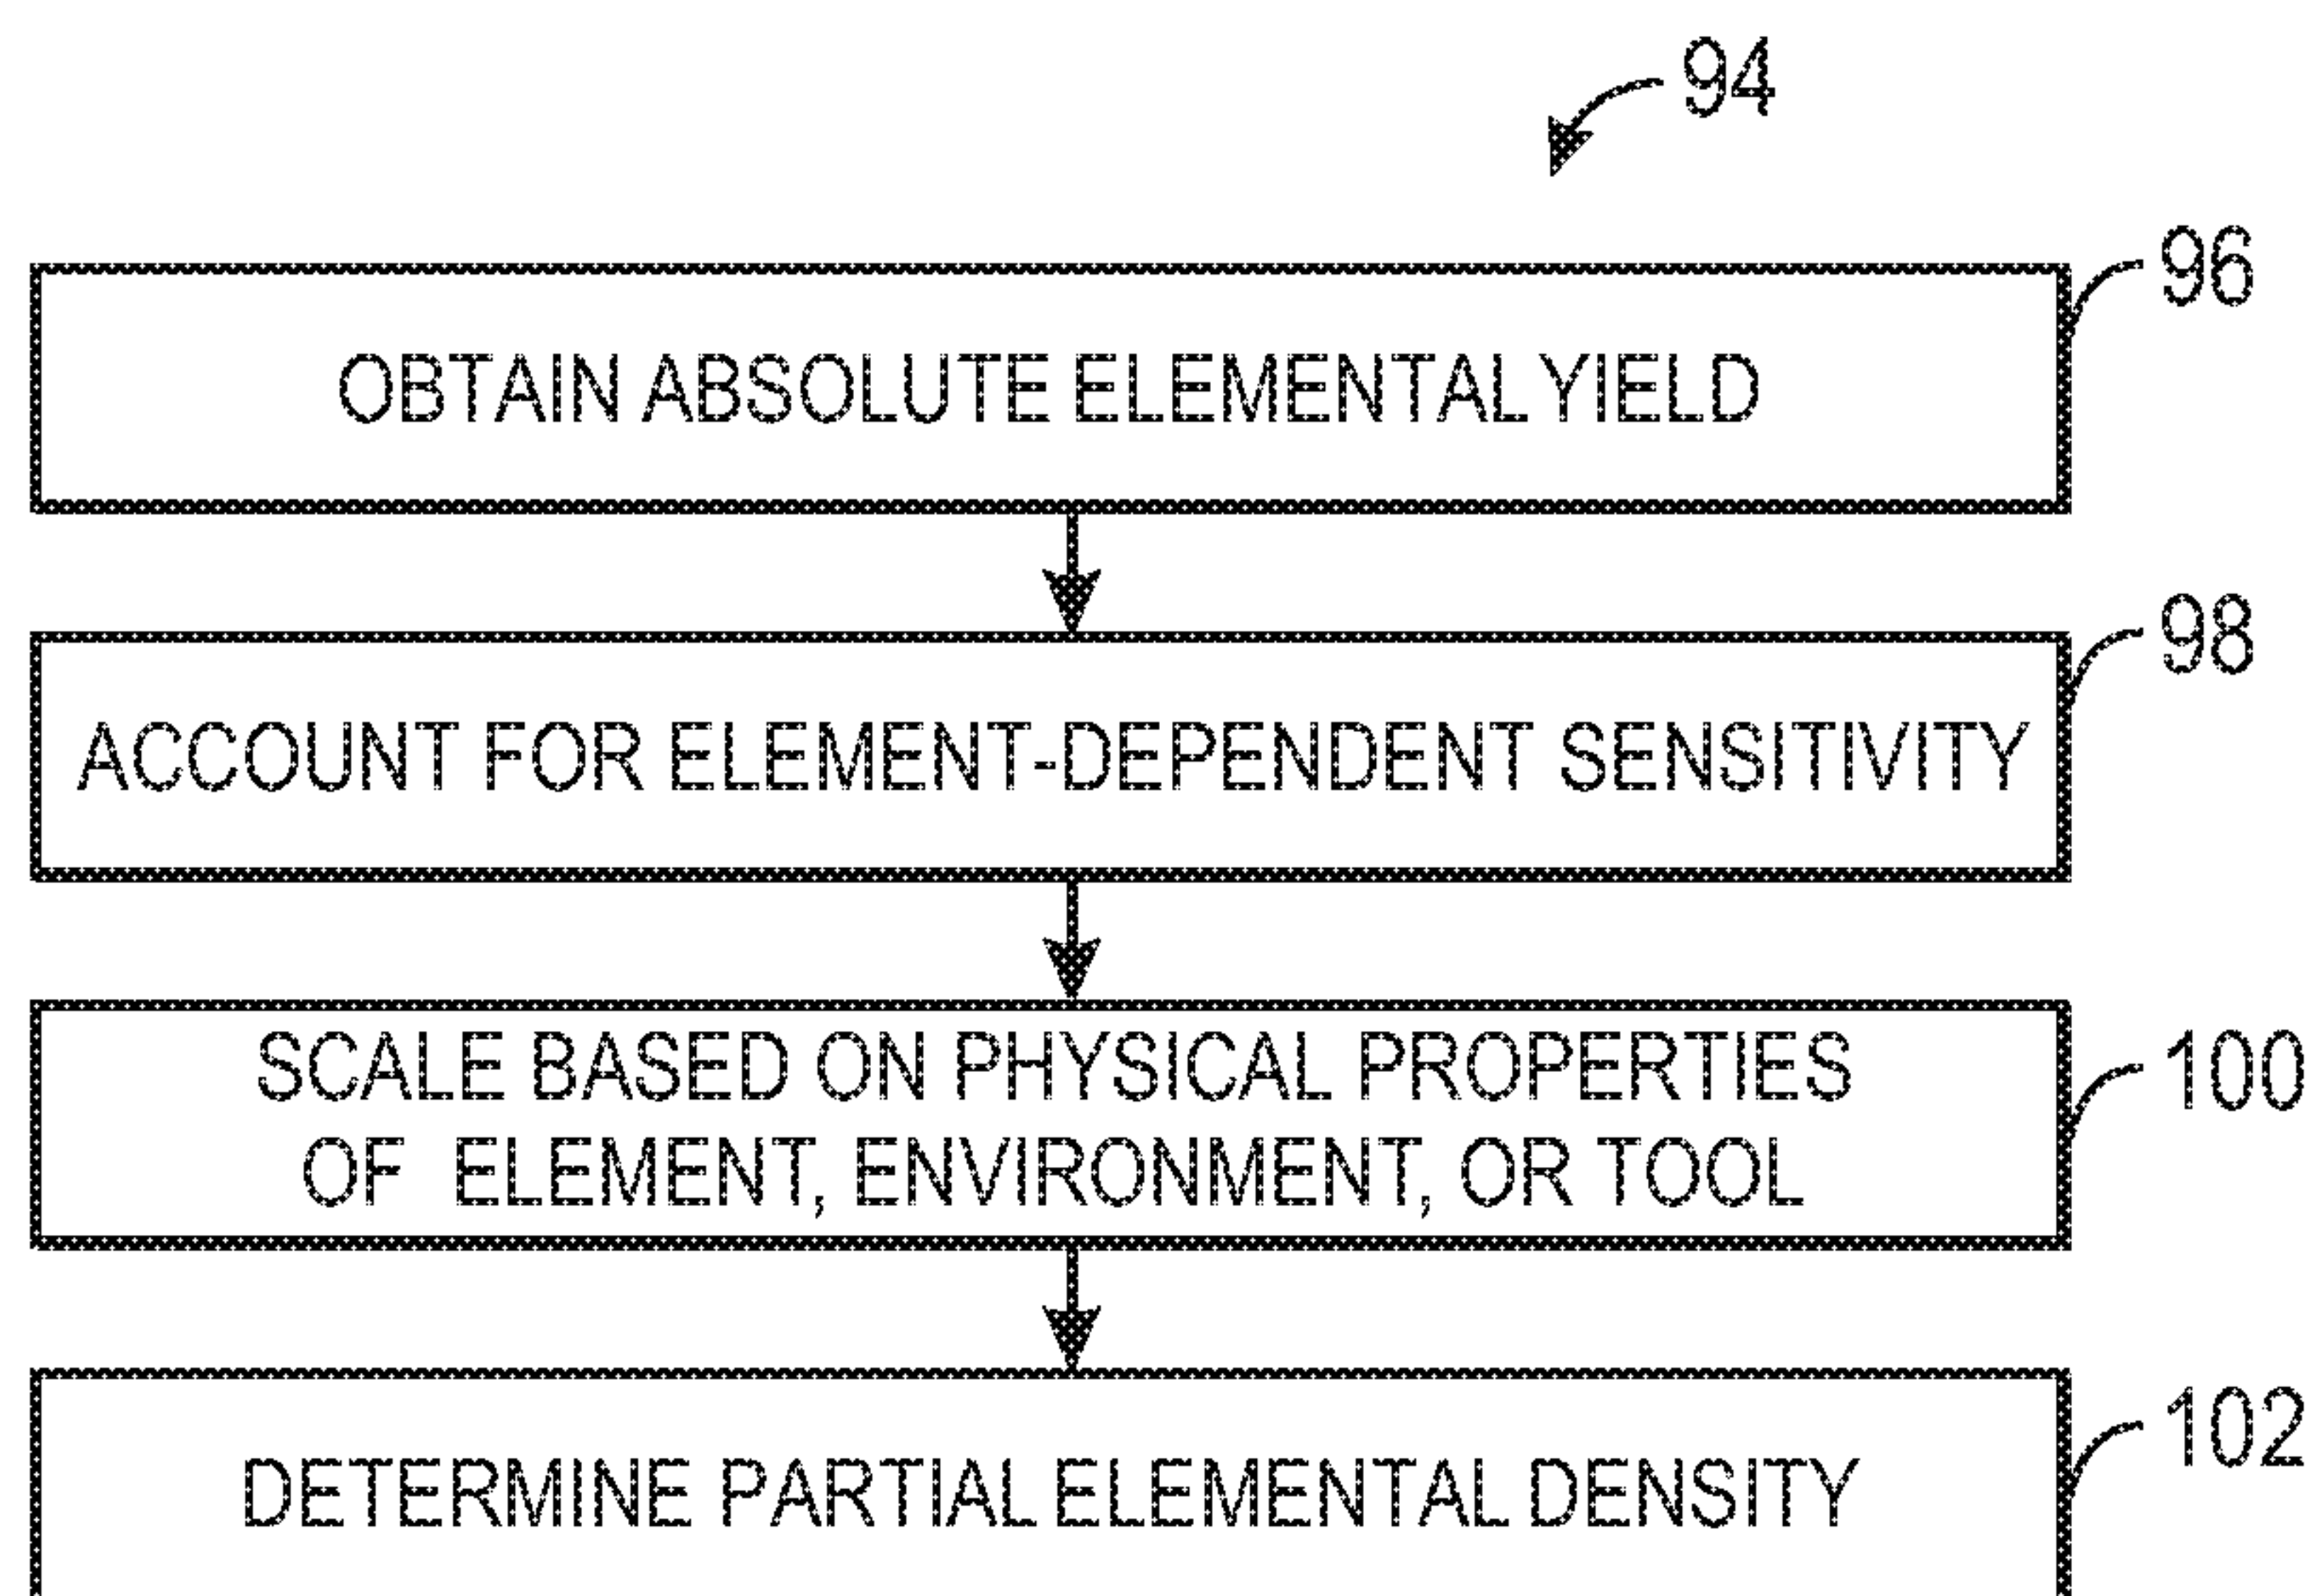 94
96
OBTAIN ABSOLUTE ELEMENTAL YIELD
98
ACCOUNT FOR ELEMENT-DEPENDENT SENSITIVITY
SCALE BASED ON PHYSICAL PROPERTIES
100
OF ELEMENT, ENVIRONMENT, OR TOOL
102
DETERMINE PARTIAL ELEMENTAL DENSITY